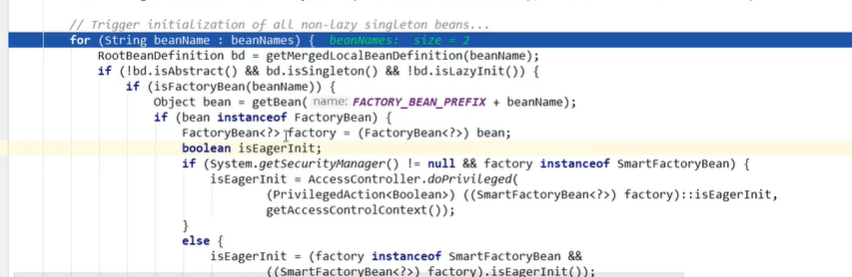 // Trigger initialization of all non-lazy singleton beans...
for (String beanName : beanNames) {  beanNames:  size = 2
RootBeanDefinition bd = getMergedLocalBeanDefinition(beanName);
if (!bd.isAbstract() && bd.isSingleton() && !bd.isLazyInit()) {
if (isFactoryBean(beanName)) {
Object bean = getBean( name: FACTORY_BEAN_PREFIX + beanName);
if (bean instanceof FactoryBean) {
FactoryBean<?> factory = (FactoryBean<?>) bean;
boolean isEagerInit;
if (System.getSecurityManager() != null && factory instanceof SmartFactoryBean) {
isEagerInit = AccessController.doPrivileged(
(PrivilegedAction<Boolean>) ((SmartFactoryBean<?>) factory)::isEagerInit,
getAccessControlContext());
}
else {
isEagerInit = (factory instanceof SmartFactoryBean &&
((SmartFactoryBean<?>) factory).isEagerInit());